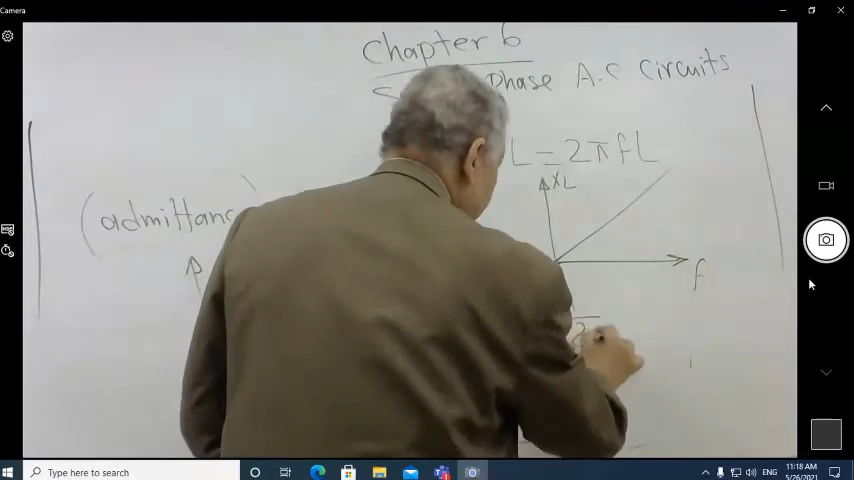 Camera
Chapter 6
Phase A.C Circuits
L = 2πfL
XL
(admittanc
f
2
Type here to search
ENG
11:18 AM
5/26/2021